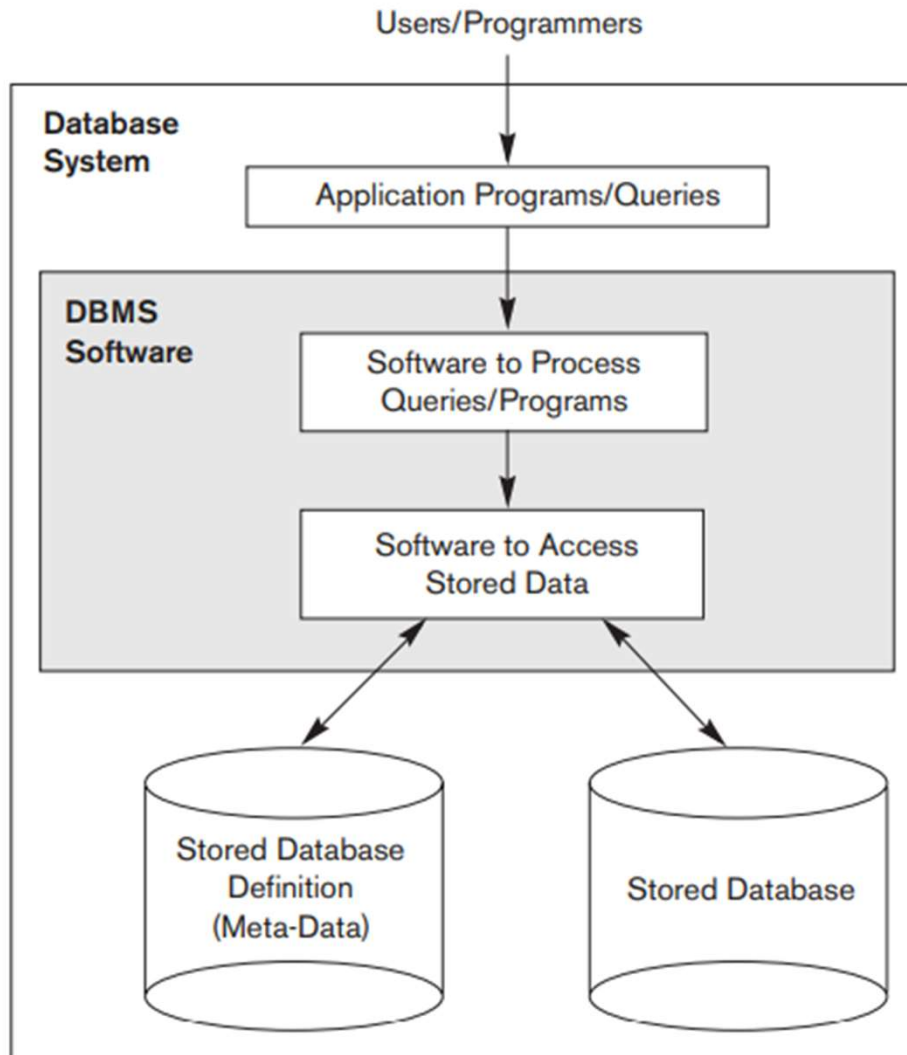 Users/Programmers
Database
System
Application Programs/Queries
DBMS
Software
Software to Process
Queries/Programs
Software to Access
Stored Data
Stored Database
Definition
(Meta-Data)
Stored Database